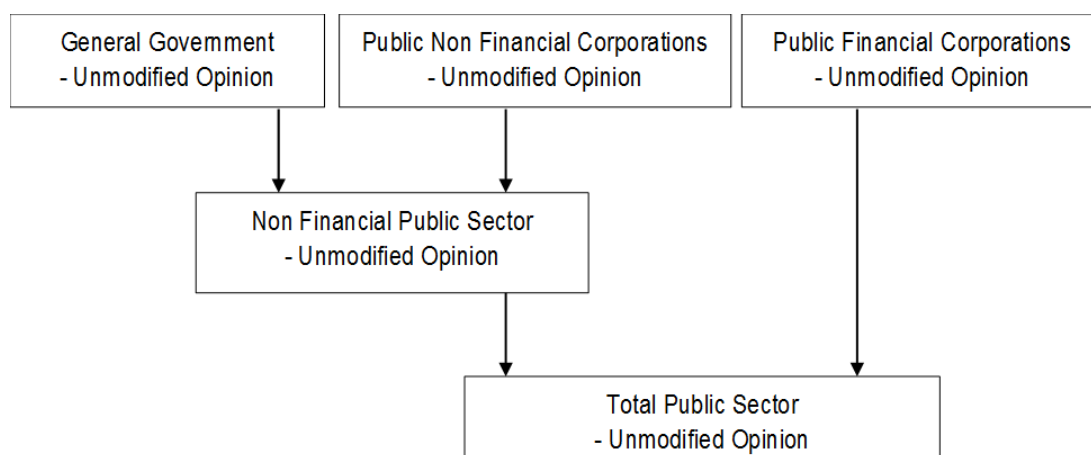 General Government
- Unmodified Opinion
Public Non Financial Corporations
- Unmodified Opinion
Public Financial Corporations
- Unmodified Opinion
Non Financial Public Sector
- Unmodified Opinion
Total Public Sector
- Unmodified Opinion